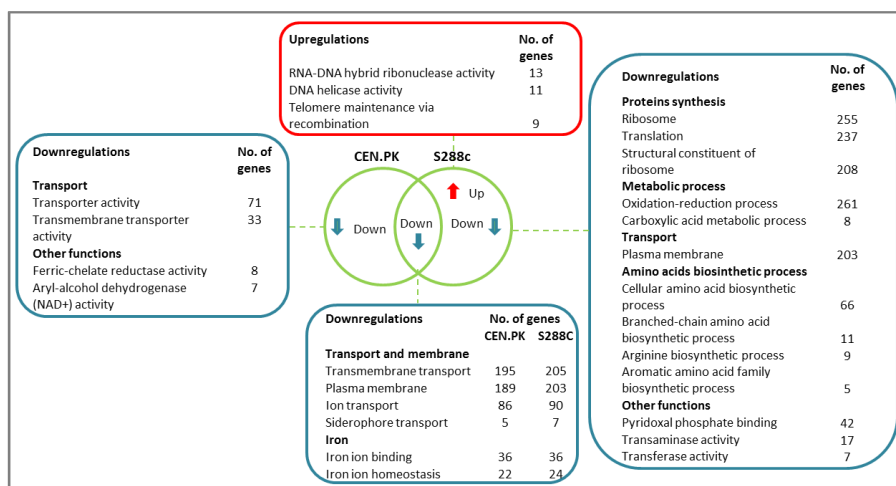 Upregulations No. of
genes
RNA-DNA hybrid ribonuclease activity 13
DNA helicase activity 11
Telomere maintenance via
recombination 9
Downregulations No. of
genes
Transport
Transporter activity 71
Transmembrane transporter 33
activity
Other functions
Ferric-chelate reductase activity 8
Aryl-alcohol dehydrogenase 7
(NAD+) activity
CEN.PK S288c
Up
Down Down Down
Downregulations No. of genes
CEN.PK S288C
Transport and membrane
Transmembrane transport 195 205
Plasma membrane 189 203
Ion transport 86 90
Siderophore transport 5 7
Iron
Iron ion binding 36 36
Iron ion homeostasis 22 24
Downregulations No. of
genes
Proteins synthesis
Ribosome 255
Translation 237
Structural constituent of
ribosome 208
Metabolic process
Oxidation-reduction process 261
Carboxylic acid metabolic process 8
Transport
Plasma membrane 203
Amino acids biosinthetic process
Cellular amino acid biosynthetic
process 66
Branched-chain amino acid
biosynthetic process 11
Arginine biosynthetic process 9
Aromatic amino acid family
biosynthetic process 5
Other functions
Pyridoxal phosphate binding 42
Transaminase activity 17
Transferase activity 7